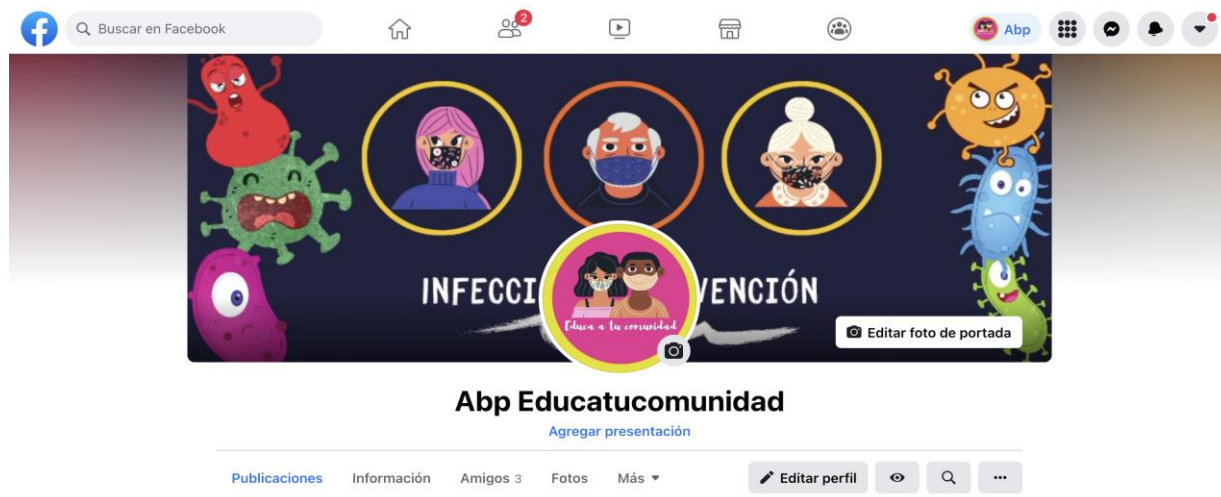 Buscar en Facebook
2
Abp
INFECCI
VENCIÓN
Educa a tu comunidad
Editar foto de portada
Abp Educatucomunidad
Agregar presentación
Publicaciones Información Amigos 3 Fotos Más Editar perfil